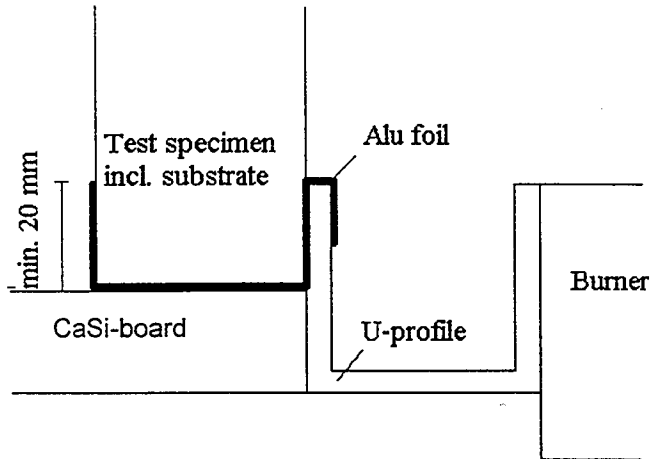 Test specimen
incl. substrate
Alu foil
min. 20 mm
Burner
CaSi-board
U-profile